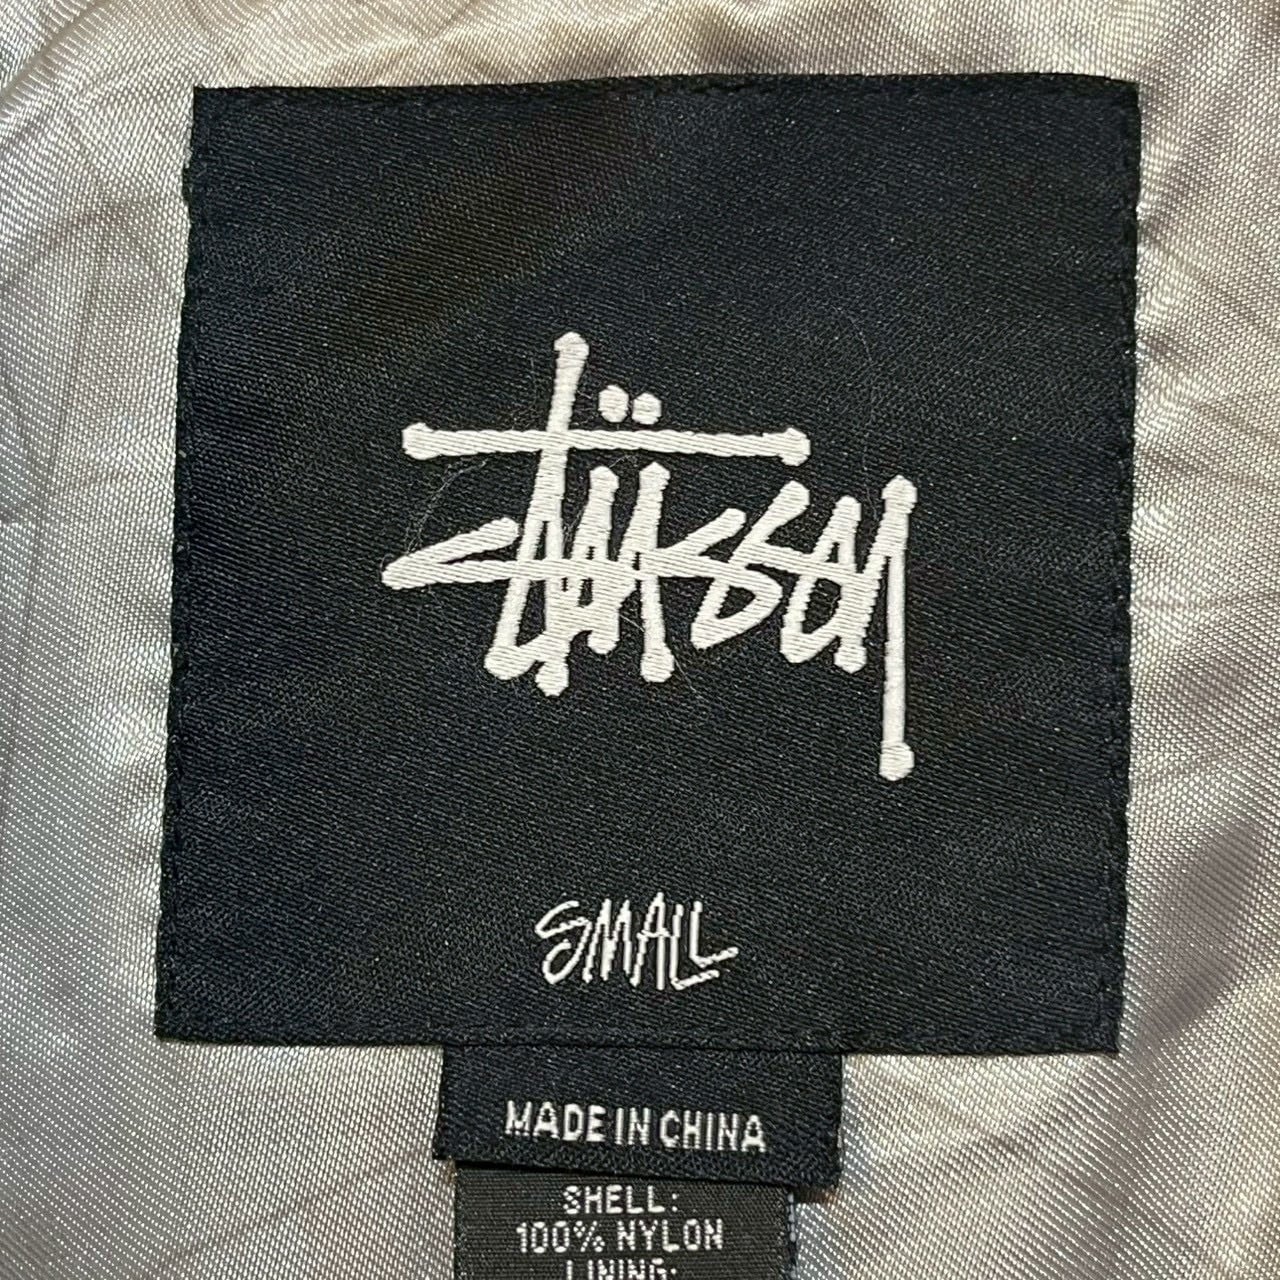 Stüssy
SMALL
MADE IN CHINA
SHELL:
100% NYLON
LINING: